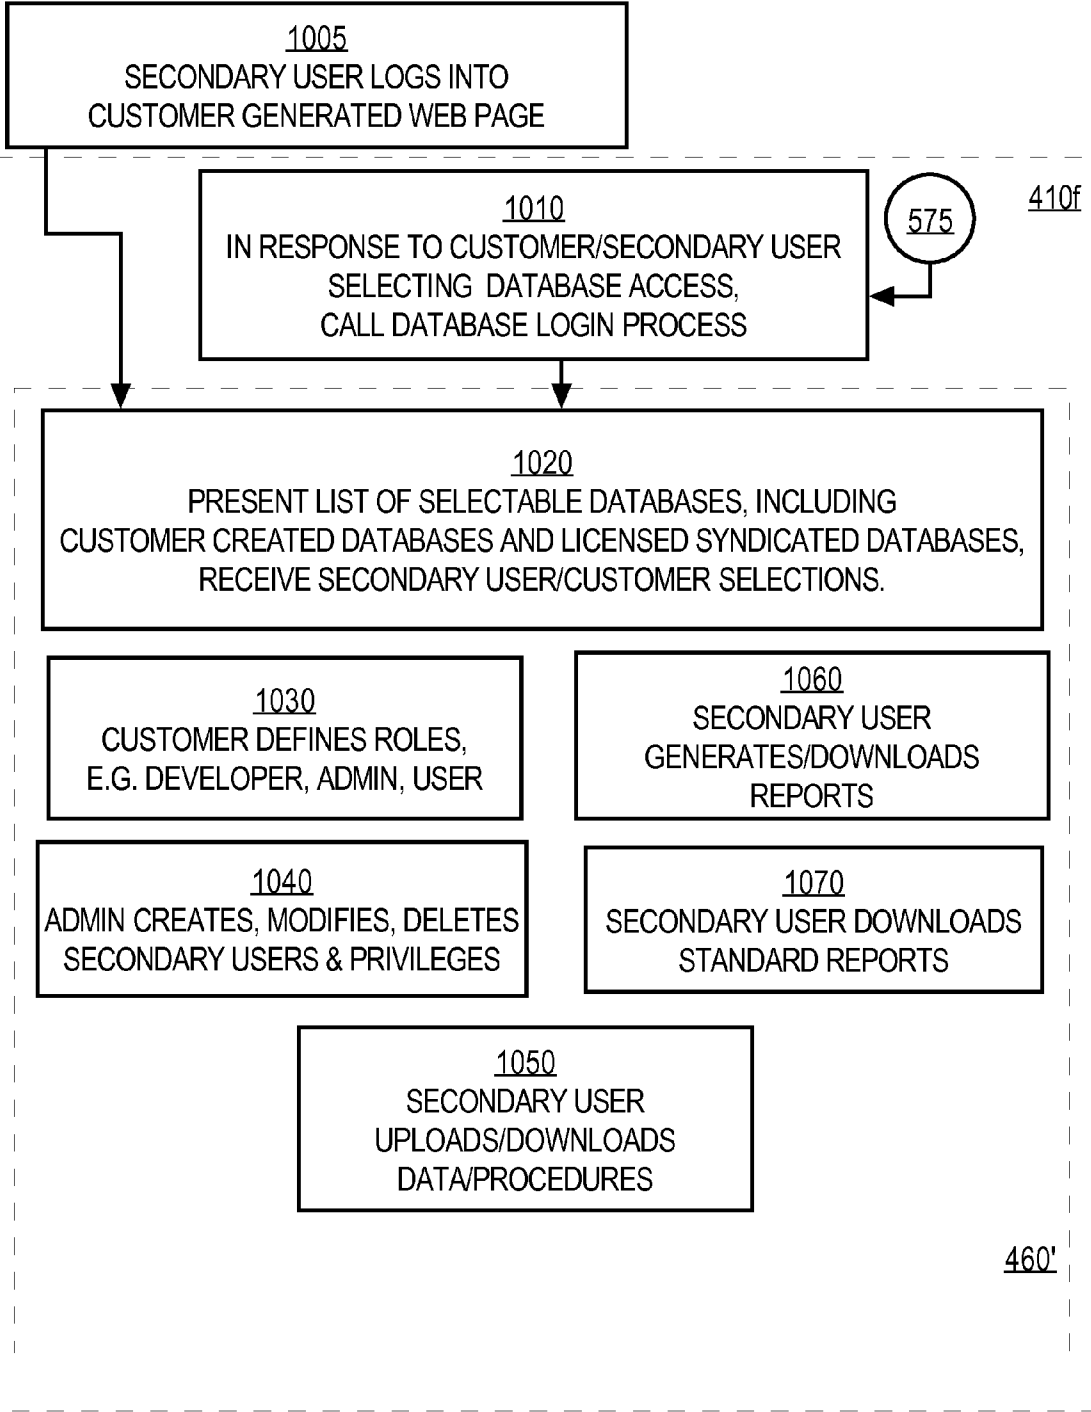 1005
SECONDARY USER LOGS INTO
CUSTOMER GENERATED WEB PAGE
410f
1010
IN RESPONSE TO CUSTOMER/SECONDARY USER
SELECTING DATABASE ACCESS,
CALL DATABASE LOGIN PROCESS
575
1020
PRESENT LIST OF SELECTABLE DATABASES, INCLUDING
CUSTOMER CREATED DATABASES AND LICENSED SYNDICATED DATABASES,
RECEIVE SECONDARY USER/CUSTOMER SELECTIONS.
1030
CUSTOMER DEFINES ROLES,
E.G. DEVELOPER, ADMIN, USER
1060
SECONDARY USER
GENERATES/DOWNLOADS
REPORTS
1040
ADMIN CREATES, MODIFIES, DELETES
SECONDARY USERS & PRIVILEGES
1070
SECONDARY USER DOWNLOADS
STANDARD REPORTS
1050
SECONDARY USER
UPLOADS/DOWNLOADS
DATA/PROCEDURES
460'